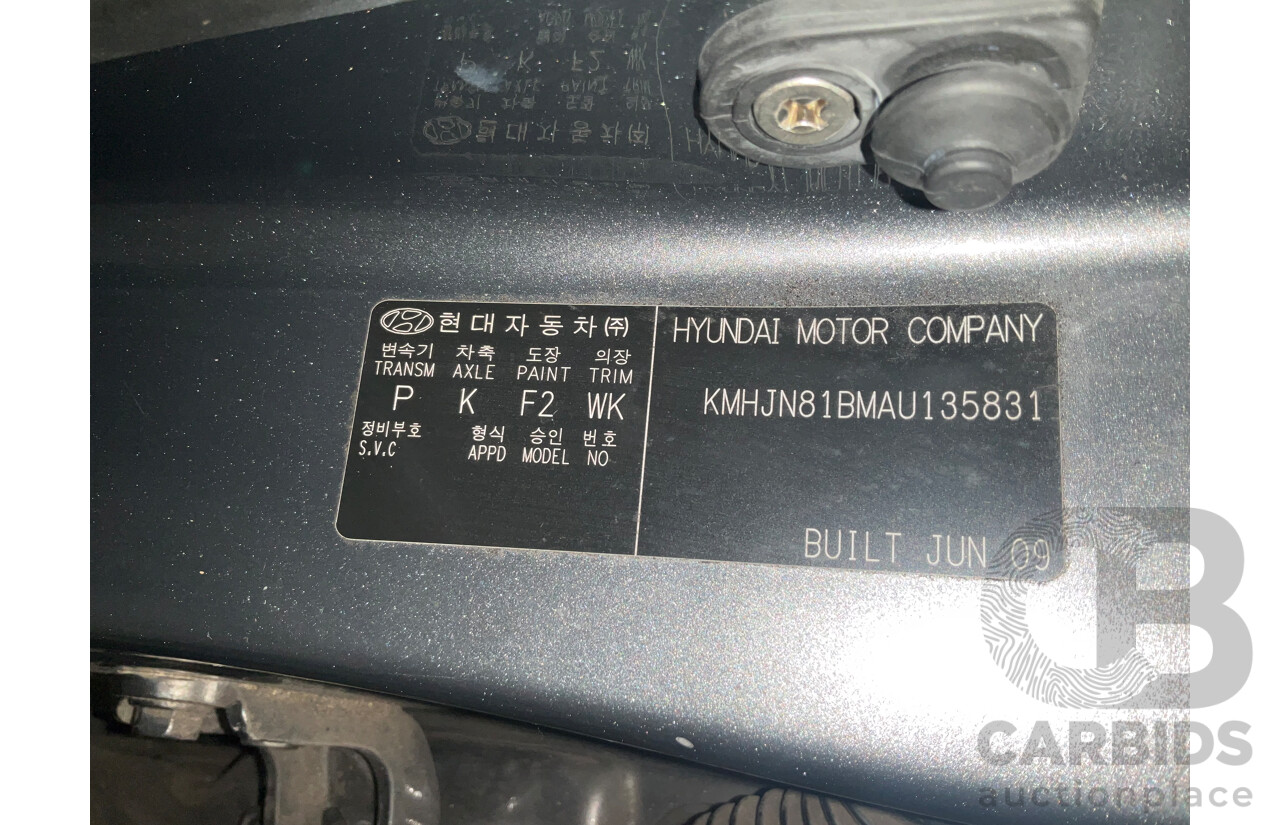 현대자동차(주)
변속기 차축 도장 의장
TRANSM AXLE PAINT TRIM
P K F2 WK
정비부호 형식 승인 번호
S.V.C APPD MODEL NO
HYUNDAI MOTOR COMPANY
KMHJN81BMAU135831
BUILT JUN 09
CB
CARBIDS
auctionplace